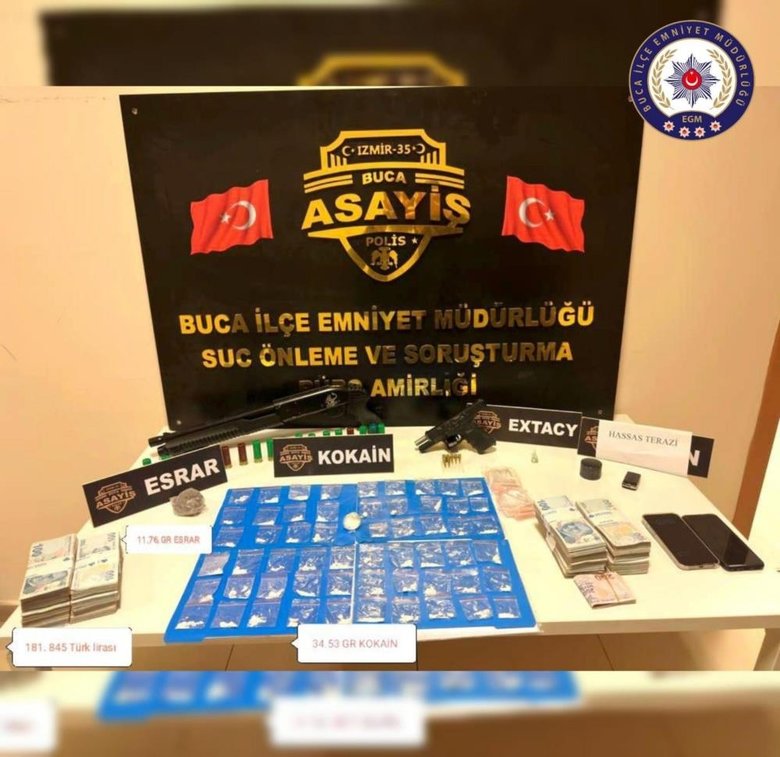 BUCA İLÇE EMNİYET MÜDÜRLÜĞÜ
EGM
IZMİR-35
BUCA
ASAYİŞ
POLİS
BUCA İLÇE EMNİYET MÜDÜRLÜĞÜ
SUC ÖNLEME VE SORUŞTURMA
BÜRO AMİRLİĞİ
EXTACY
HASSAS TERAZİ
ASAYİŞ
KOKAİN
ASAYİŞ
ESRAR
11.76 GR ESRAR
181. 845 Türk lirası
34.53 GR KOKAİN